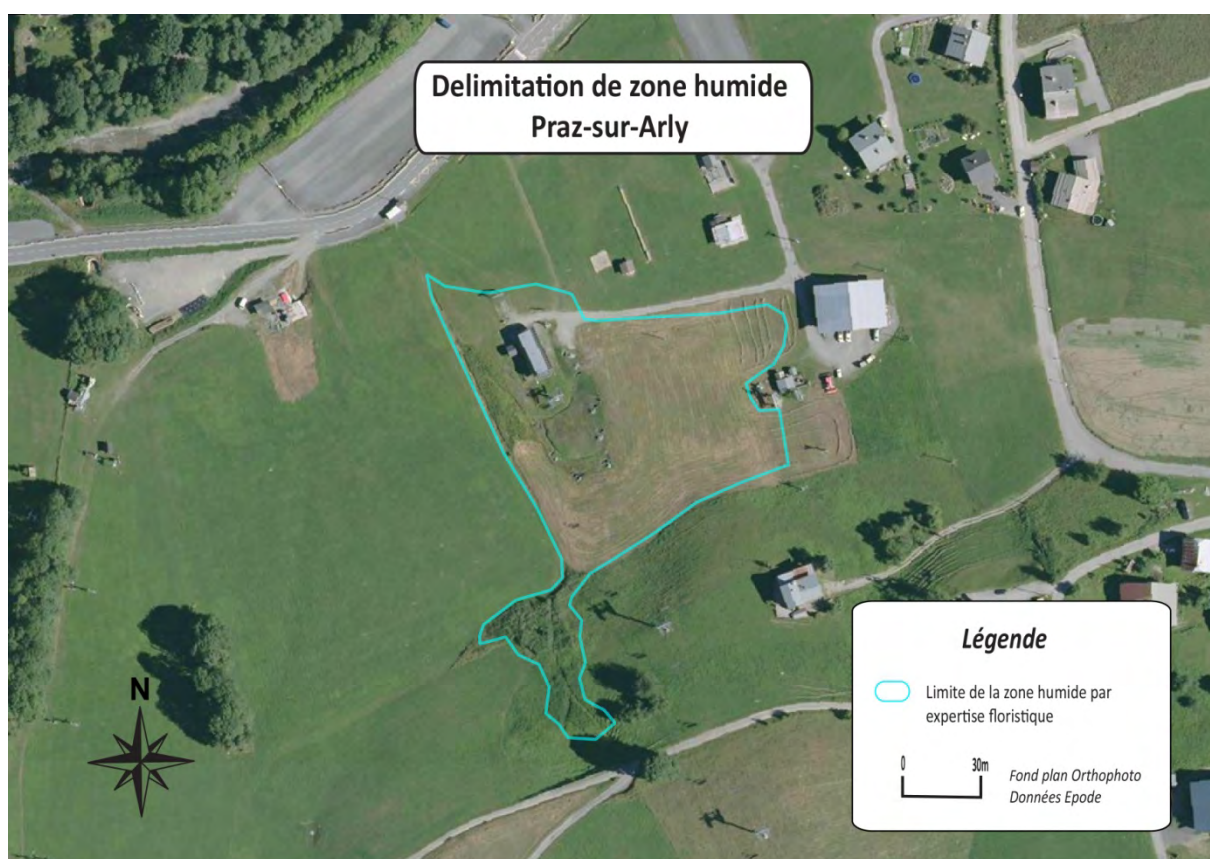 Delimitation de zone humide
Praz-sur-Arly
N
Légende
Limite de la zone humide par
expertise floristique
0 30m
Fond plan Orthophoto
Données Epode